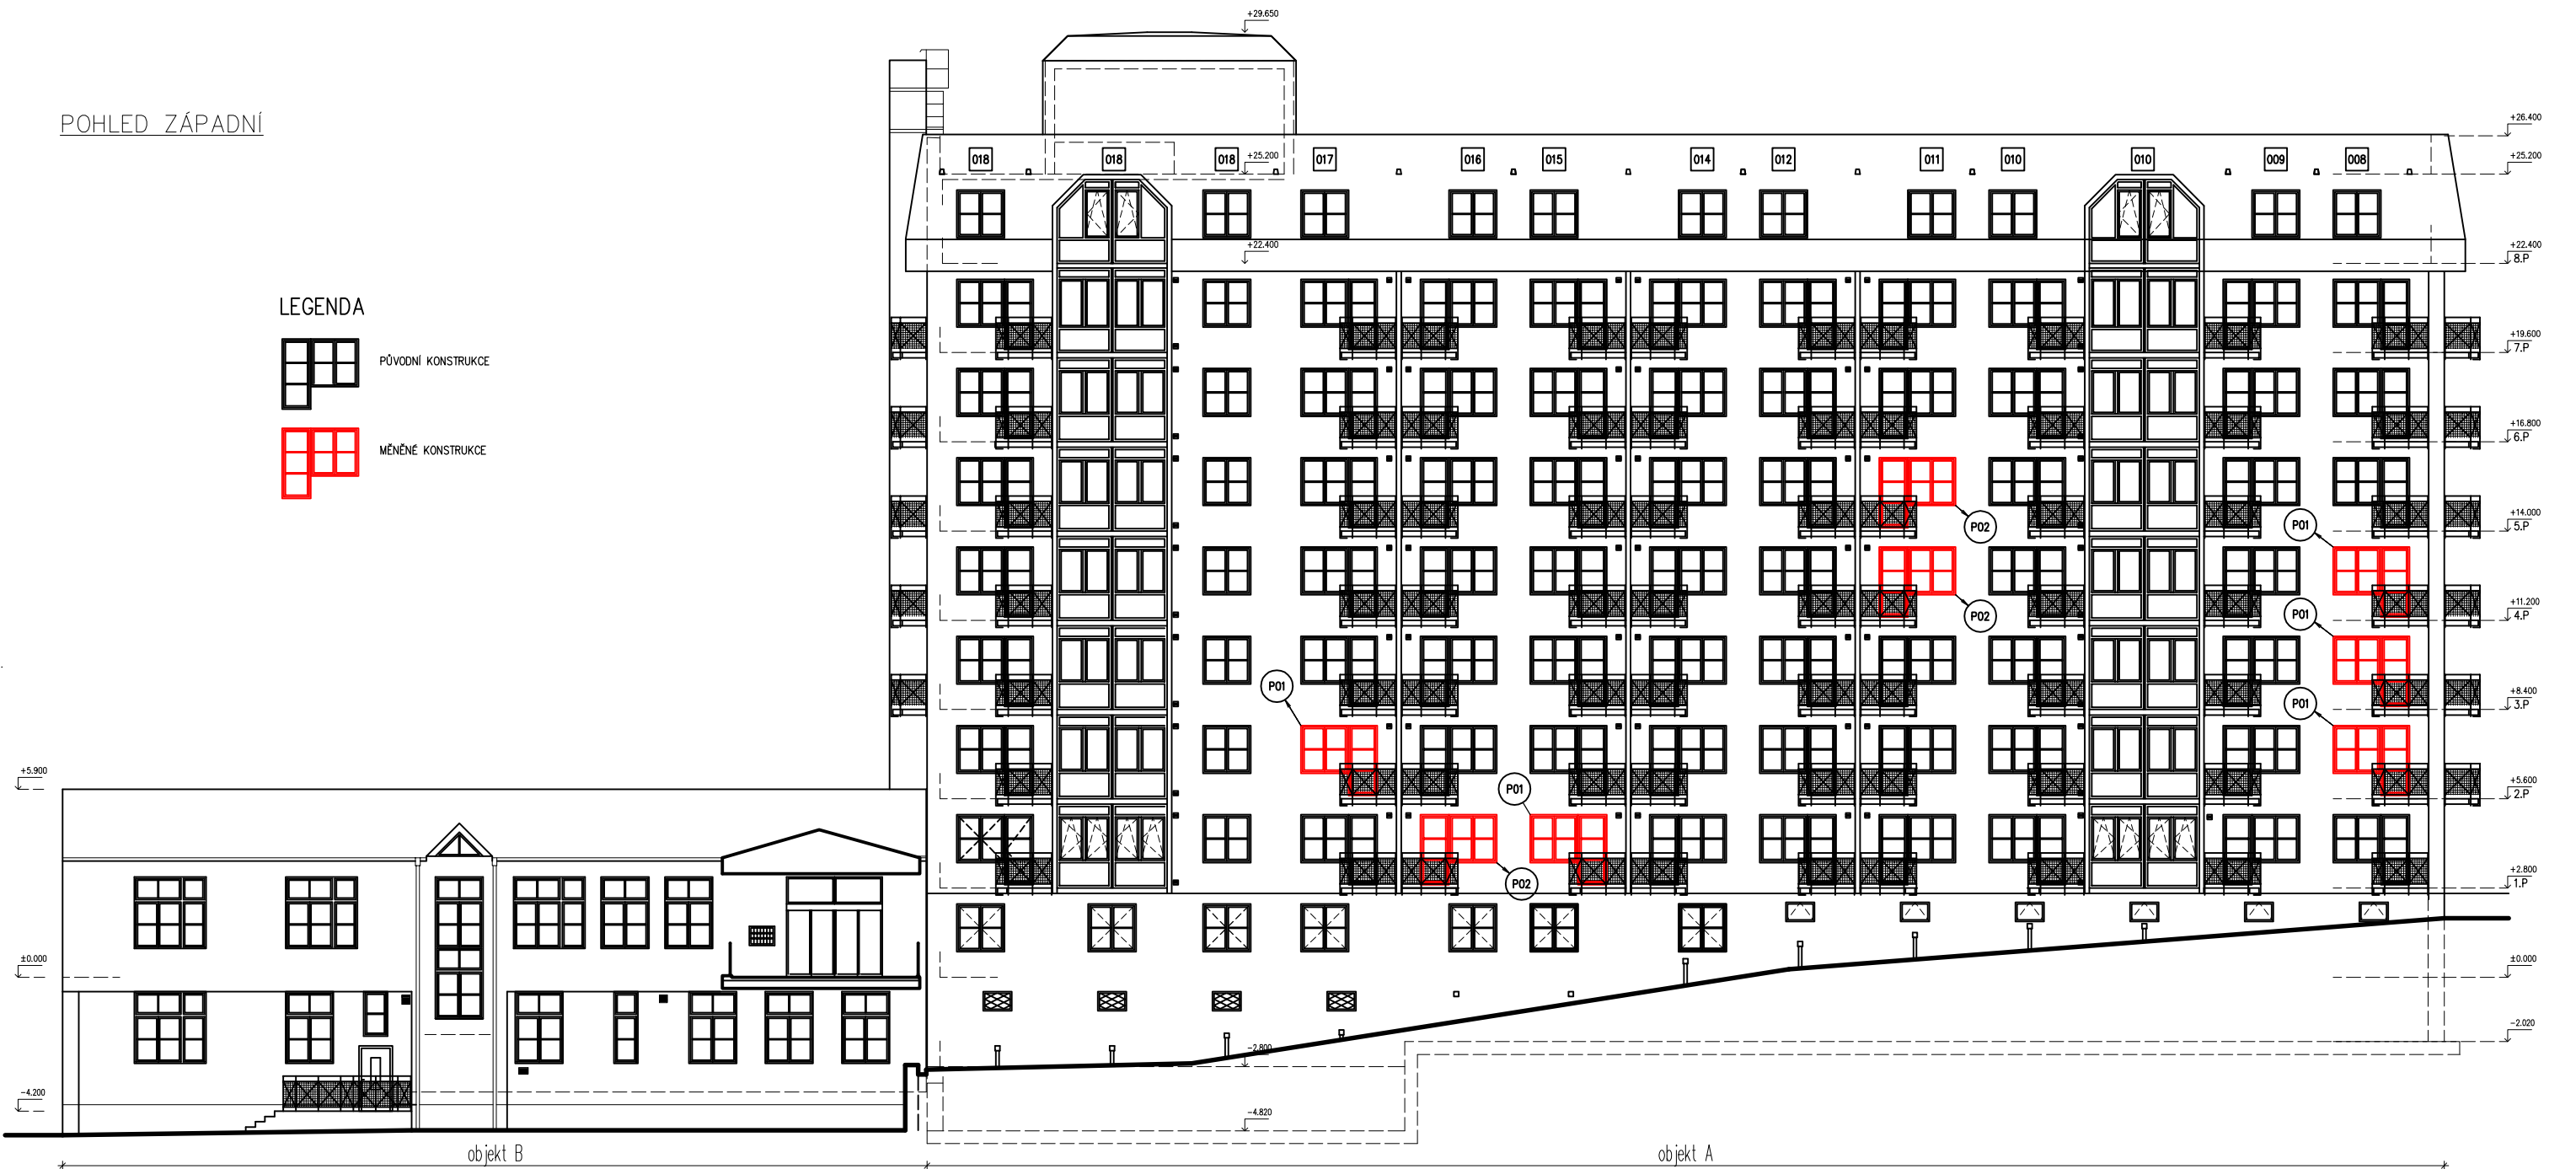 +29.650
POHLED ZÁPADNÍ
+26.400
018 018 018 017 016 015 014 012 011 010 010 009 008
+25.200
+25.200
+22.400
+22.400
8.P
LEGENDA
PŮVODNÍ KONSTRUKCE
MĚNĚNÉ KONSTRUKCE
+19.600
7.P
+16.800
6.P
P02
P01
+14.000
5.P
P02
P01
+11.200
4.P
P01
P01
+8.400
3.P
+5.900
P01
+5.600
2.P
P02
+2.800
1.P
±0.000
±0.000
-2.020
-2.800
-4.200
-4.820
objekt B
objekt A